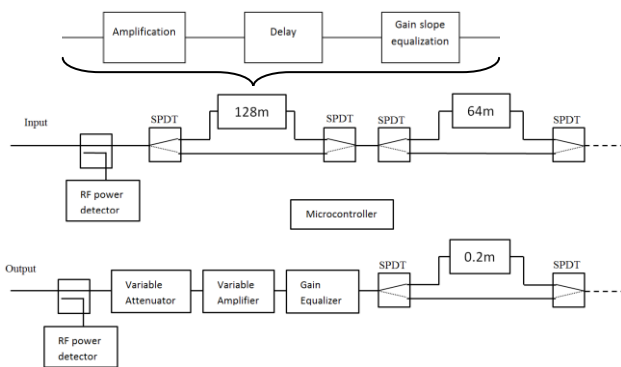 Amplification
Delay
Gain slope
equalization
SPDT
128m
SPDT
SPDT
64m
SPDT
Input
RF power
detector
Microcontroller
Output
Variable
Attenuator
Variable
Amplifier
Gain
Equalizer
SPDT
0.2m
SPDT
RF power
detector